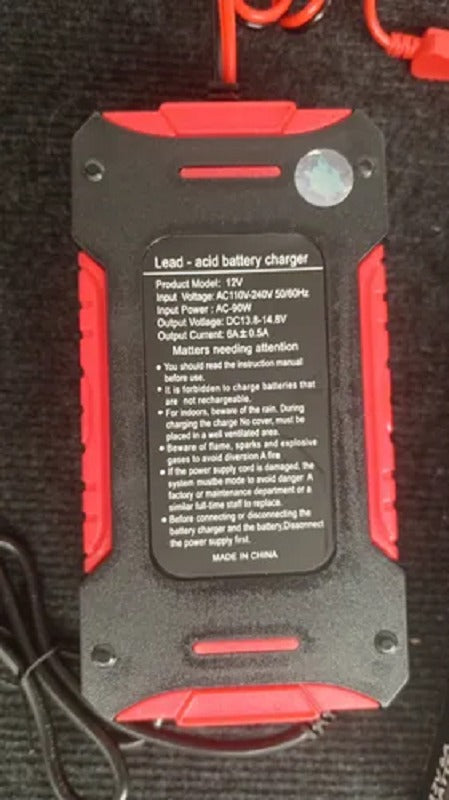 Lead - acid battery charger
Product Model: 12V
Input Voltage: AC110V-240V 50/60Hz
Input Power : AC-90W
Output Voltage: DC13.8-14.8V
Output Current: 6A±0.5A
Matters needing attention
• You should read the instruction manual
before use.
• It is forbidden to charge batteries that
are not rechargeable.
• For indoors, beware of the rain. During
charging the charge No cover, must be
placed in a well ventilated area.
• Beware of flame, sparks and explosive
gases to avoid diversion A fire
• If the power supply cord is damaged, the
system mustbe mode to avoid danger A
factory or maintenance department or a
similar full-time staff to replace.
• Before connecting or disconnecting the
battery charger and the battery,Disconnect
the power supply first.
MADE IN CHINA